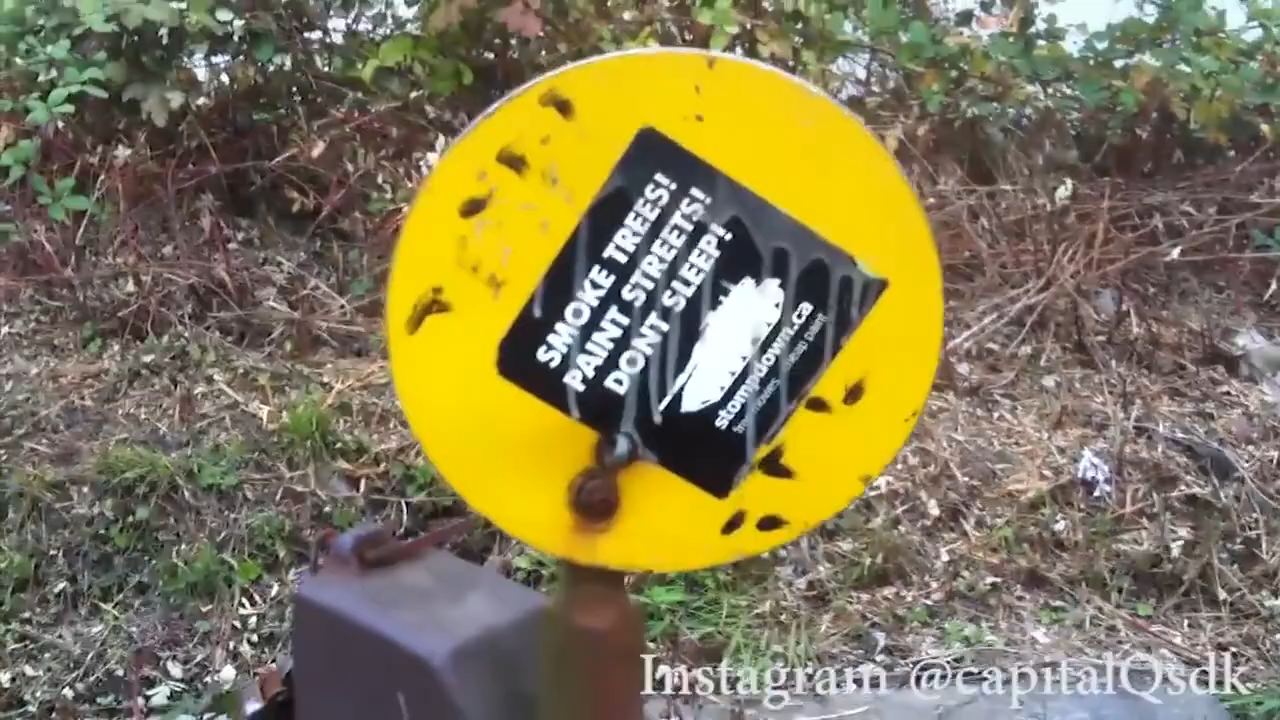 SMOKE TREES!
PAINT STREETS!
DONT SLEEP!
stompdown.ca
Instagram @capitalQsdk